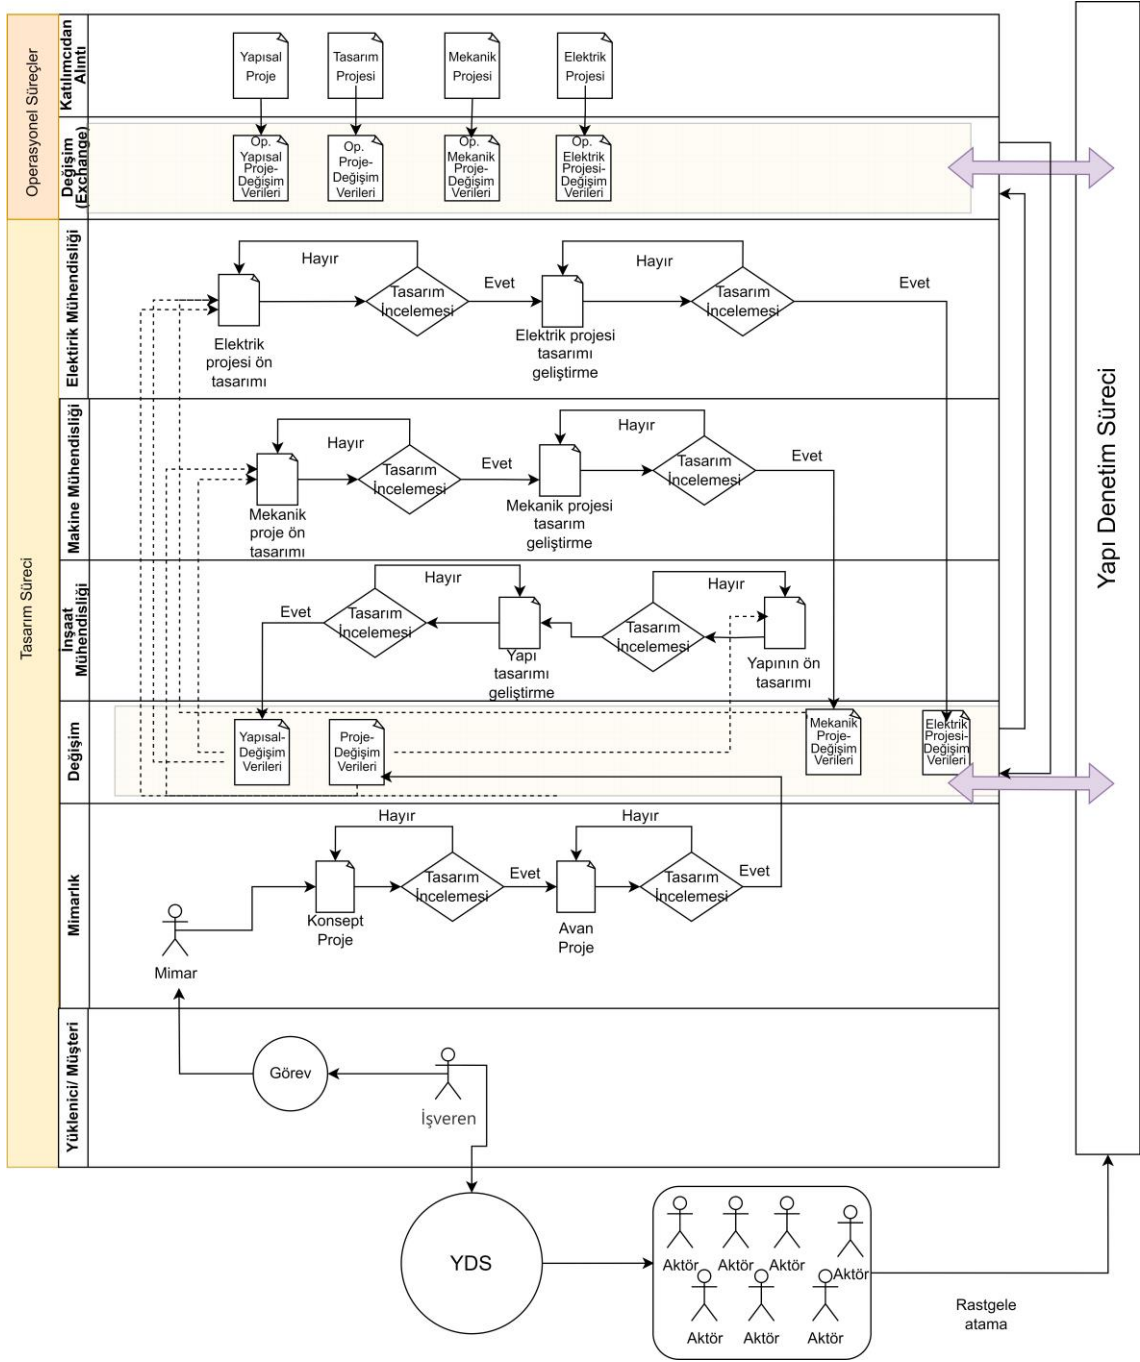 Operasyonel Süreçler
Katılımcıdan
Alıntı
Yapısal
Proje
Tasarım
Projesi
Mekanik
Projesi
Elektrik
Projesi
Değişim
(Exchange)
Op.
Yapısal
Proje-
Değişim
Verileri
Op.
Proje-
Değişim
Verileri
Op.
Mekanik
Proje-
Değişim
Verileri
Op.
Elektrik
Projesi-
Değişim
Verileri
Yapı Denetim Süreci
Tasarım Süreci
Elektirik Mühendisliği
Hayır
Tasarım
İncelemesi
Evet
Hayır
Tasarım
İncelemesi
Evet
Elektrik
projesi ön
tasarımı
Elektrik projesi
tasarımı
geliştirme
Makine Mühendisliği
Hayır
Tasarım
İncelemesi
Evet
Hayır
Tasarım
İncelemesi
Evet
Mekanik
proje ön
tasarımı
Mekanik projesi
tasarım
geliştirme
İnşaat
Mühendisliği
Evet
Hayır
Tasarım
İncelemesi
Hayır
Tasarım
İncelemesi
Yapı
tasarımı
geliştirme
Yapının ön
tasarımı
Değişim
Yapısal-
Değişim
Verileri
Proje-
Değişim
Verileri
Mekanik
Proje-
Değişim
Verileri
Elektrik
Projesi-
Değişim
Verileri
Mimarlık
Hayır
Tasarım
İncelemesi
Evet
Hayır
Tasarım
İncelemesi
Evet
Konsept
Proje
Avan
Proje
Mimar
Yüklenici/ Müşteri
Görev
İşveren
YDS
Aktör
Aktör
Aktör
Aktör
Aktör
Aktör
Aktör
Rastgele
atama